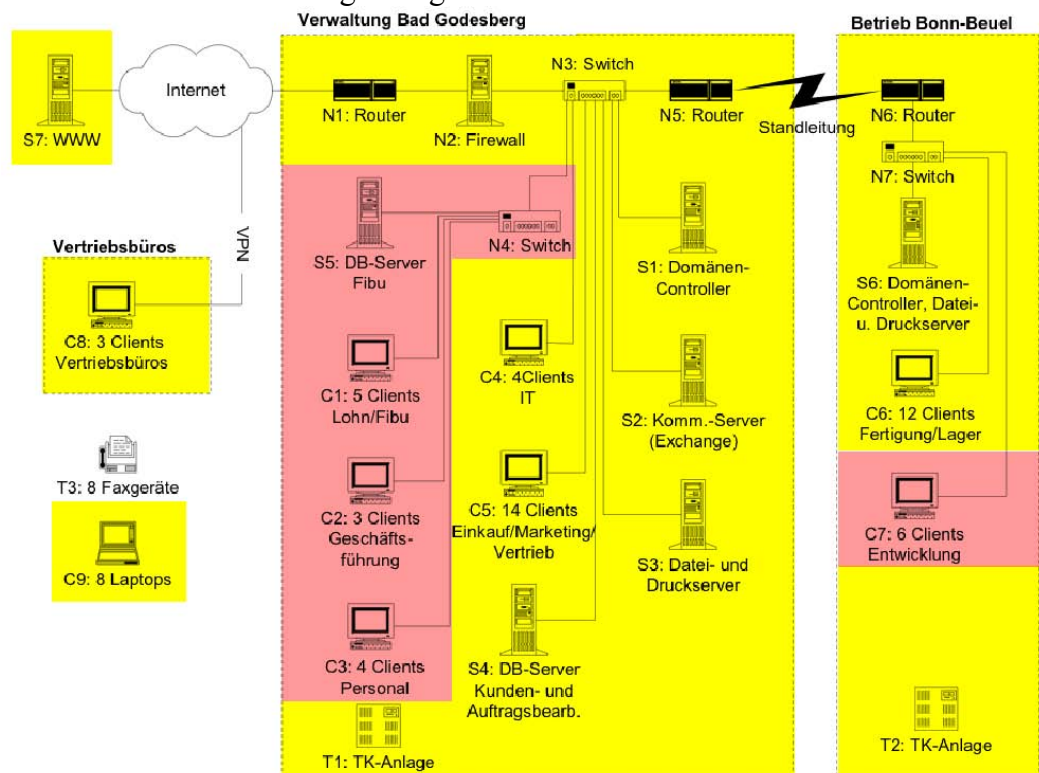 Verwaltung Bad Godesberg
Betrieb Bonn-Beuel
Internet
S7: WWW
N1: Router
N2: Firewall
N3: Switch
N5: Router
Standleitung
N6: Router
N7: Switch
VPN
Vertriebsbüros
C8: 3 Clients
Vertriebsbüros
T3: 8 Faxgeräte
C9: 8 Laptops
S5: DB-Server
Fibu
N4: Switch
C1: 5 Clients
Lohn/Fibu
C2: 3 Clients
Geschäfts-
führung
C3: 4 Clients
Personal
T1: TK-Anlage
C4: 4Clients
IT
C5: 14 Clients
Einkauf/Marketing/
Vertrieb
S4: DB-Server
Kunden- und
Auftragsbearb.
S1: Domänen-
Controller
S2: Komm.-Server
(Exchange)
S3: Datei- und
Druckserver
S6: Domänen-
Controller, Datei-
u. Druckserver
C6: 12 Clients
Fertigung/Lager
C7: 6 Clients
Entwicklung
T2: TK-Anlage